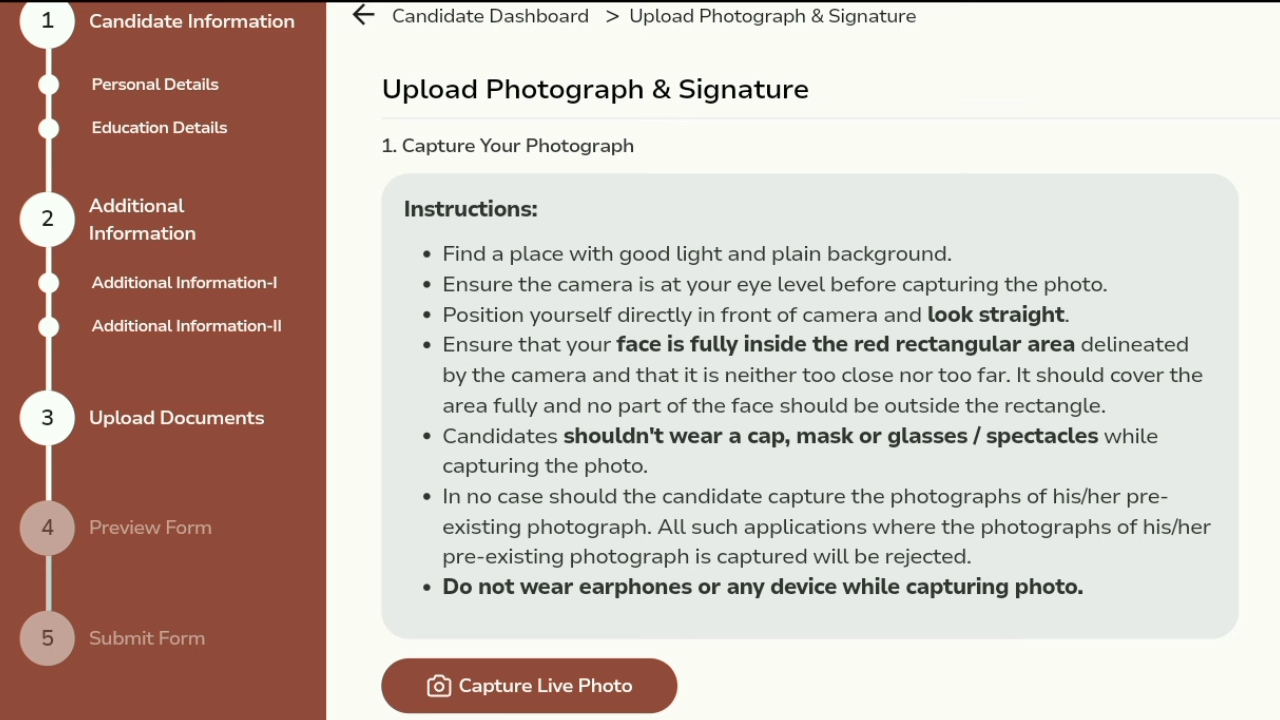 1 Candidate Information
Personal Details
Education Details
2 Additional
Information
Additional Information-I
Additional Information-II
3 Upload Documents
4 Preview Form
5 Submit Form
Candidate Dashboard > Upload Photograph & Signature
Upload Photograph & Signature
1. Capture Your Photograph
Instructions:
• Find a place with good light and plain background.
• Ensure the camera is at your eye level before capturing the photo.
• Position yourself directly in front of camera and look straight.
• Ensure that your face is fully inside the red rectangular area delineated
by the camera and that it is neither too close nor too far. It should cover the
area fully and no part of the face should be outside the rectangle.
• Candidates shouldn't wear a cap, mask or glasses / spectacles while
capturing the photo.
• In no case should the candidate capture the photographs of his/her pre-
existing photograph. All such applications where the photographs of his/her
pre-existing photograph is captured will be rejected.
• Do not wear earphones or any device while capturing photo.
Capture Live Photo